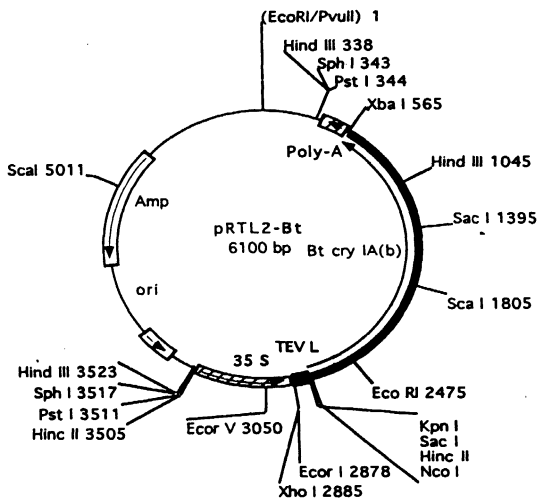 (EcoRI/PvuII) 1
Hind III 338
Sph I 343
Pst I 344
Xba I 565
Poly-A
Hind III 1045
ScaI 5011
Amp
Sac I 1395
pRTL2-Bt
6100 bp
Bt cry IA(b)
ori
Sca I 1805
TEV L
35 S
Hind III 3523
Sph I 3517
Pst I 3511
Hinc II 3505
Eco RI 2475
Ecor V 3050
Kpn I
Sac I
Hinc II
Nco I
Ecor I 2878
Xho I 2885